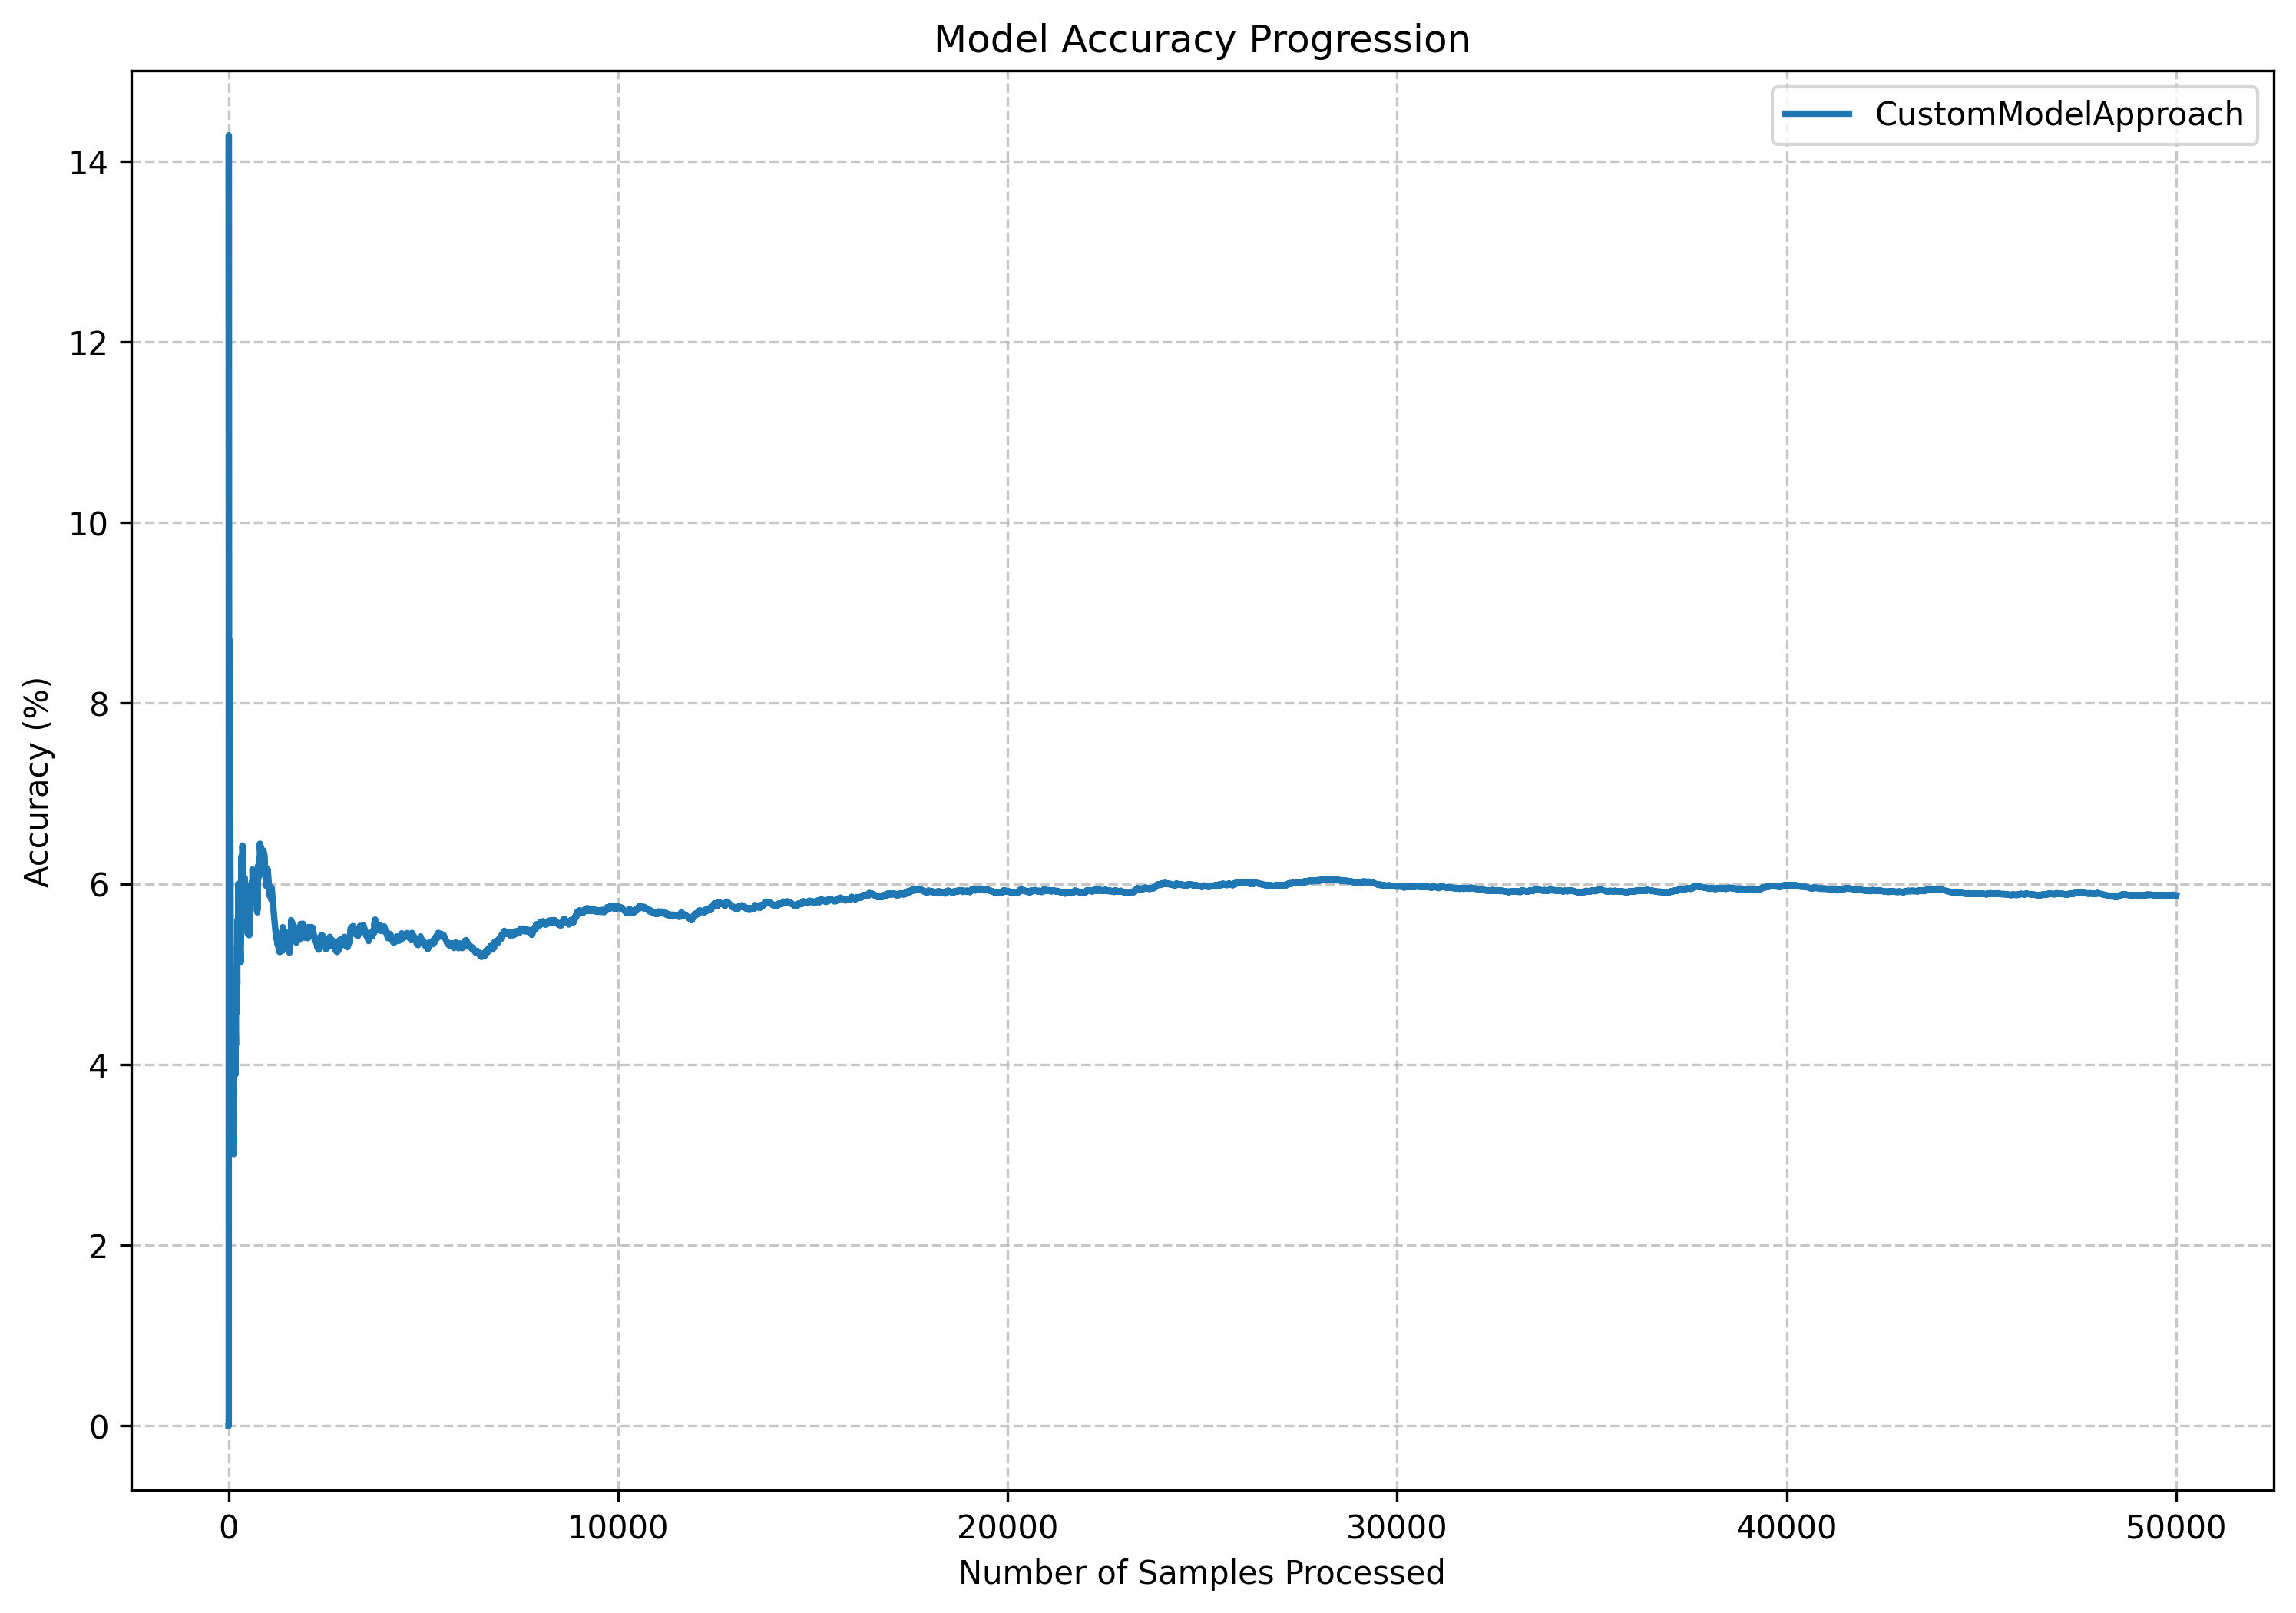 Model Accuracy Progression
CustomModelApproach
Accuracy (%)
14
12
10
8
6
4
2
0
0 10000 20000 30000 40000 50000
Number of Samples Processed